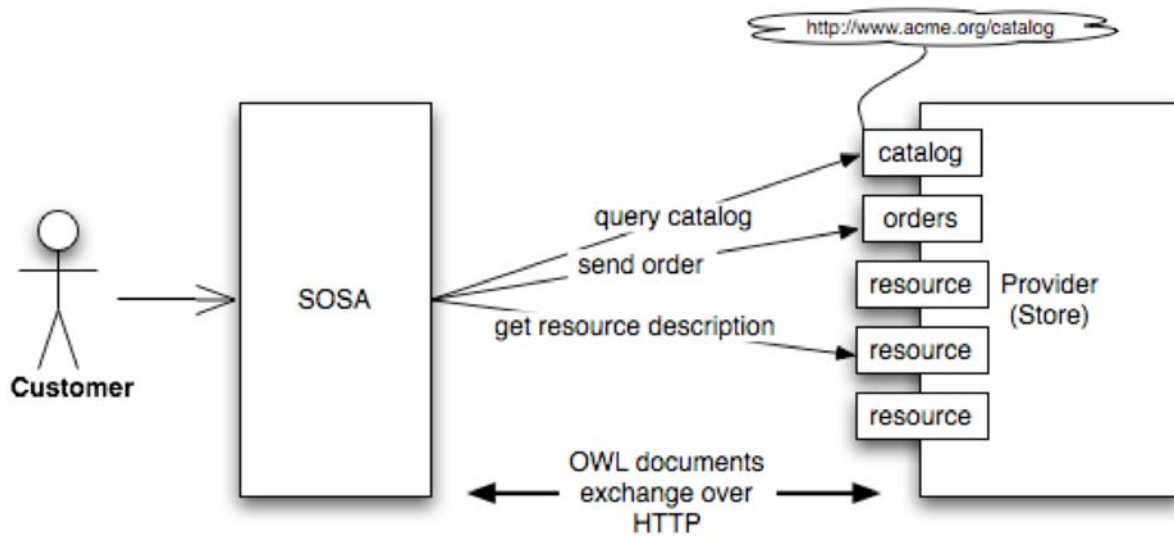 http://www.acme.org/catalog
catalog
query catalog
orders
send order
SOSA
resource
Provider
(Store)
get resource description
resource
Customer
resource
OWL documents
exchange over
HTTP